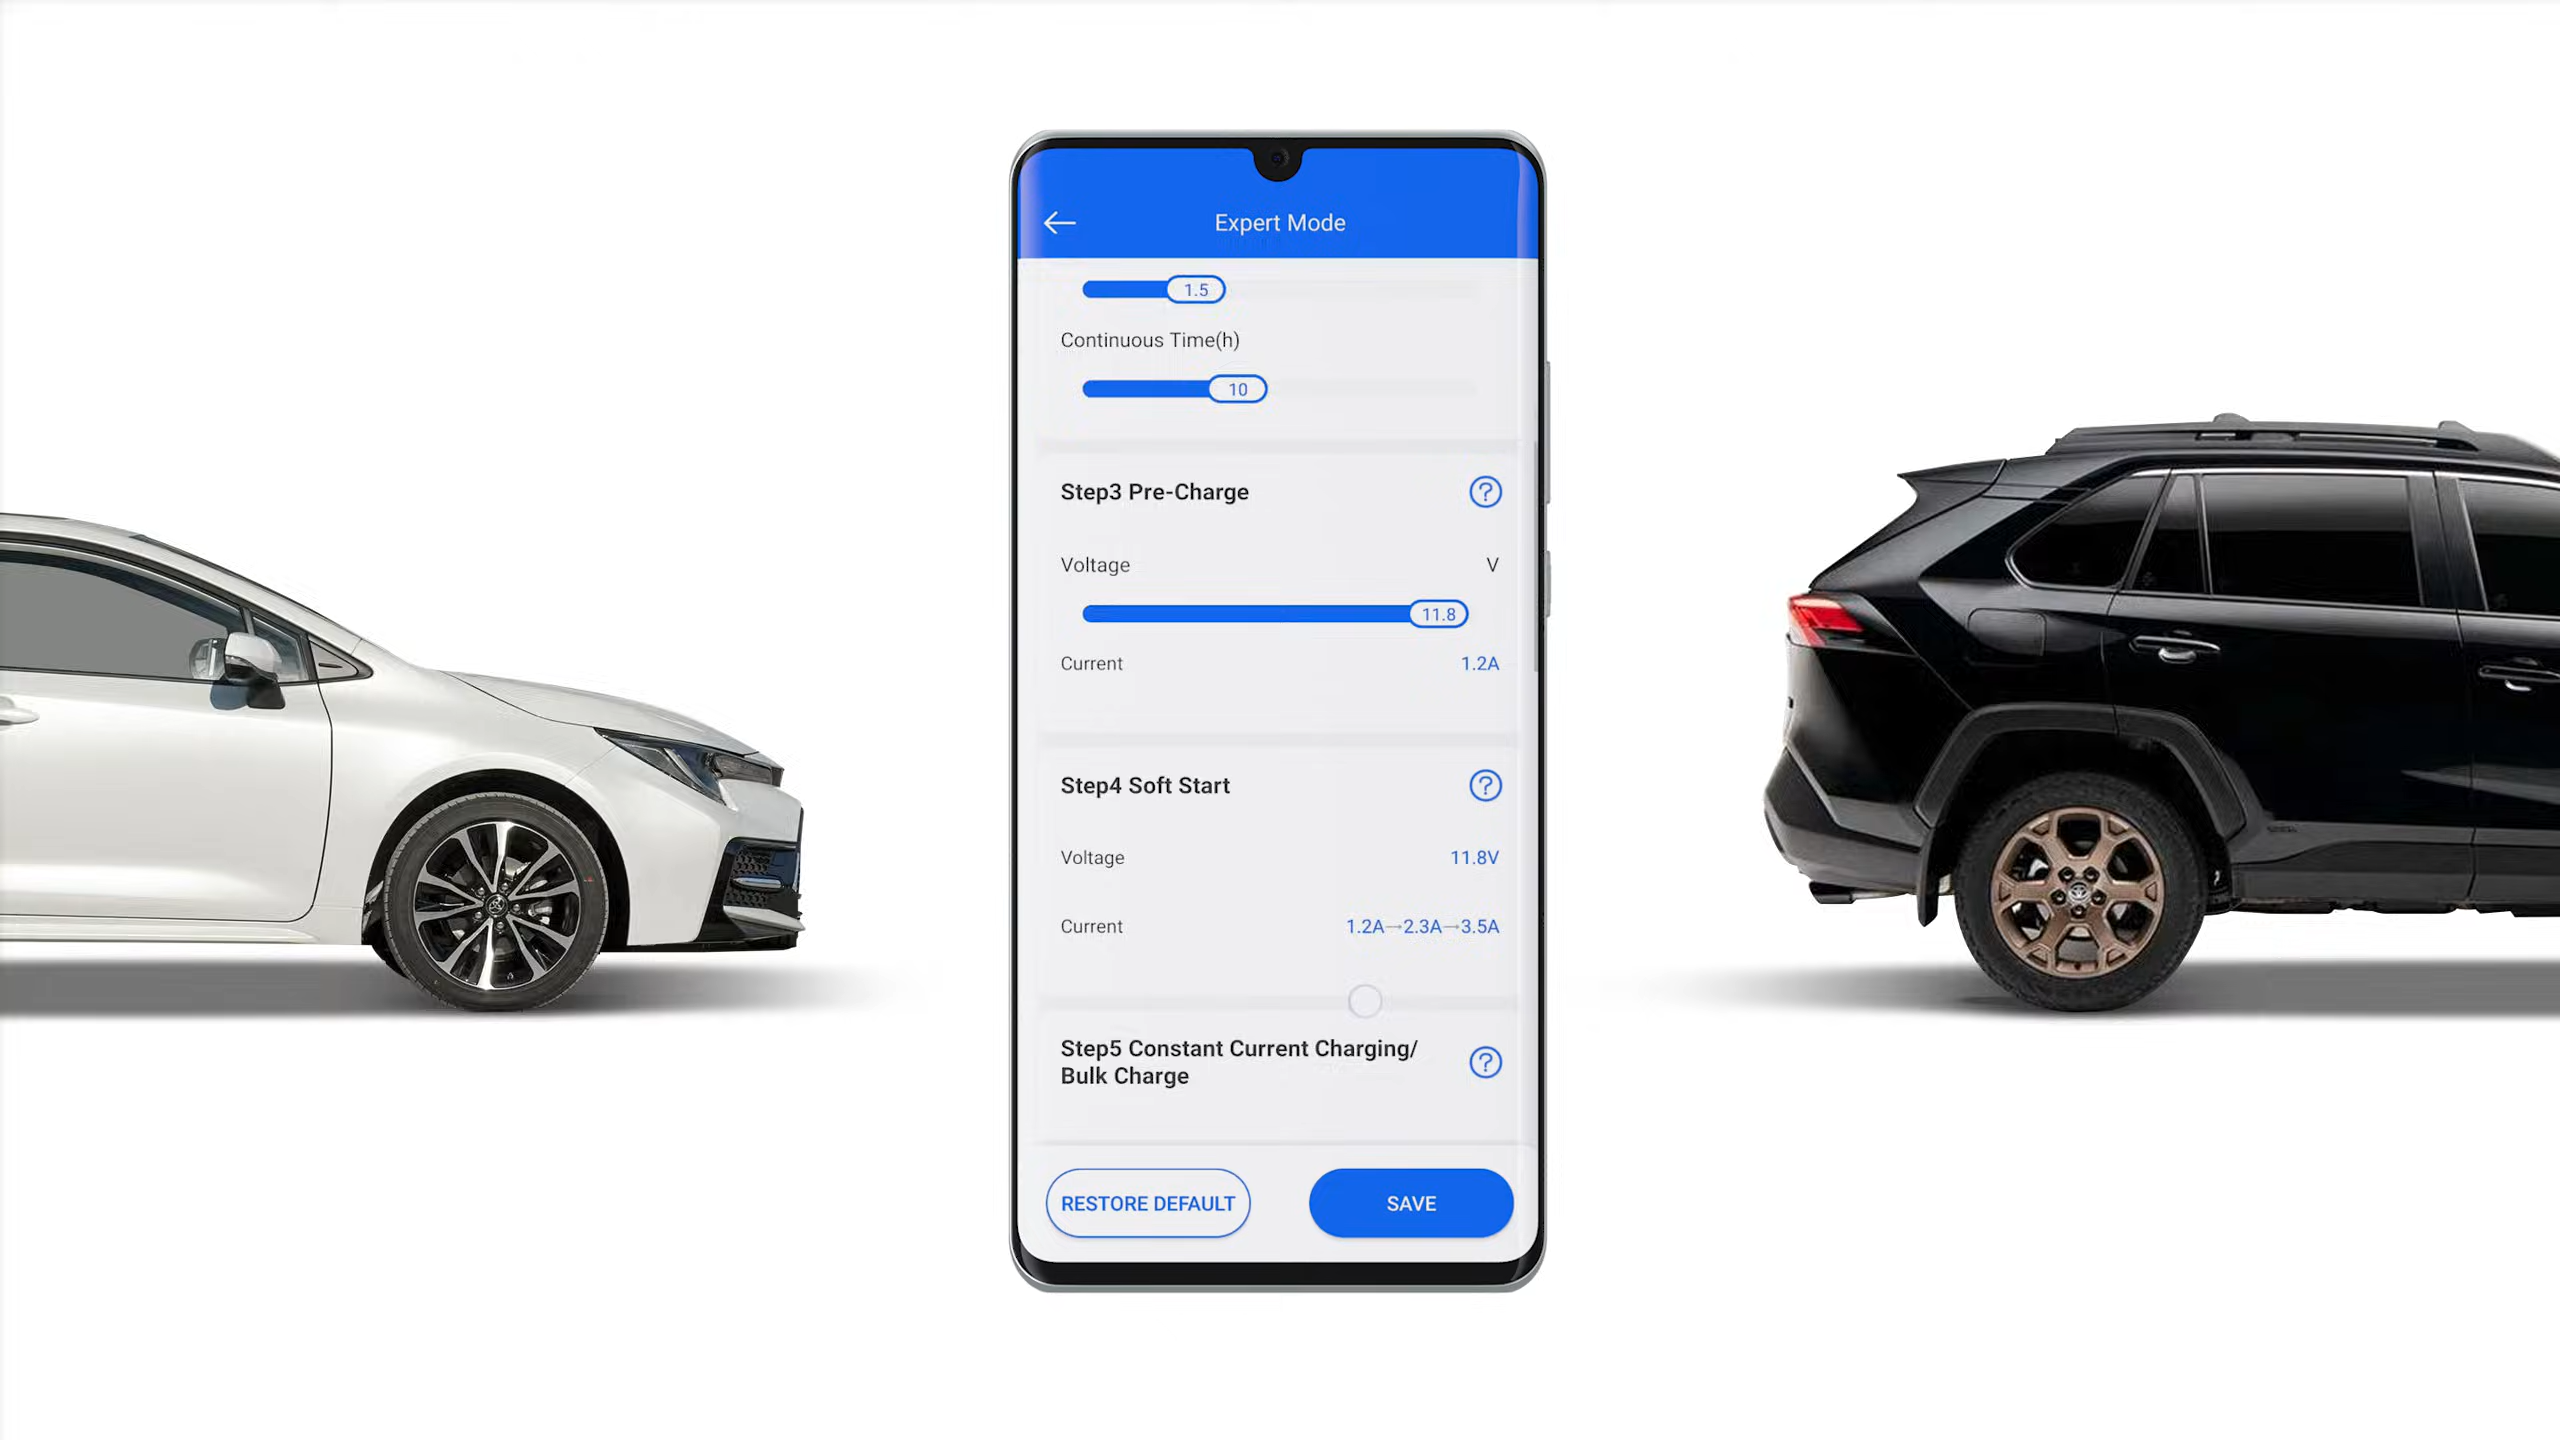 Expert Mode
1.5
Continuous Time(h)
10
Step3 Pre-Charge
Voltage V
11.8
Current 1.2A
Step4 Soft Start
Voltage 11.8V
Current 1.2A→2.3A→3.5A
Step5 Constant Current Charging/
Bulk Charge
RESTORE DEFAULT SAVE